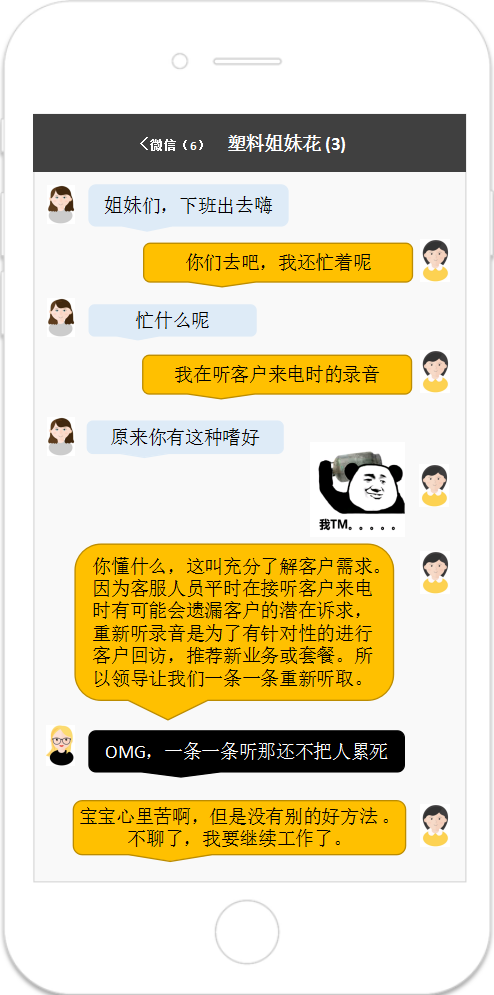 <微信（6） 塑料姐妹花 (3)
姐妹们，下班出去嗨
你们去吧，我还忙着呢
忙什么呢
我在听客户来电时的录音
原来你有这种嗜好
我TM。。。。。
你懂什么，这叫充分了解客户需求。
因为客服人员平时在接听客户来电
时有可能会遗漏客户的潜在诉求，
重新听录音是为了有针对性的进行
客户回访，推荐新业务或套餐。所
以领导让我们一条一条重新听取。
OMG，一条一条听那还不把人累死
宝宝心里苦啊，但是没有别的好方法。
不聊了，我要继续工作了。